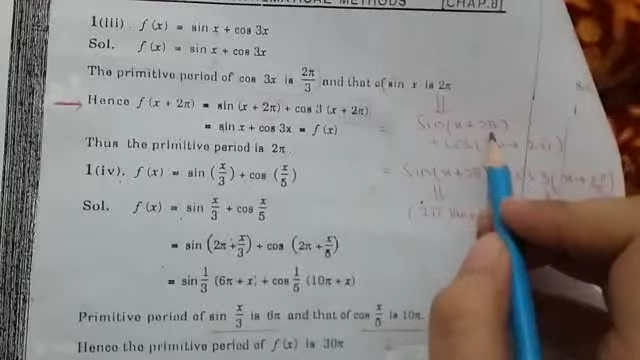 MATHEMATICAL METHODS [CHAP.8]
1(iii). f(x) = sin x + cos 3x
Sol. f(x) = sin x + cos 3x
The primitive period of cos 3x is 2π/3 and that of sin x is 2π
Hence f(x + 2π) = sin (x + 2π) + cos 3 (x + 2π)
= sin x + cos 3x = f(x)
= sin(x+2π)
Thus the primitive period is 2π.
1(iv). f(x) = sin (x/3) + cos (x/5)
Sol. f(x) = sin x/3 + cos x/5
= sin (2π + x/3) + cos (2π + x/5)
= sin 1/3 (6π + x) + cos 1/5 (10π + x)
Primitive period of sin x/3 is 6π and that of cos x/5 is 10π.
Hence the primitive period of f(x) is 30π